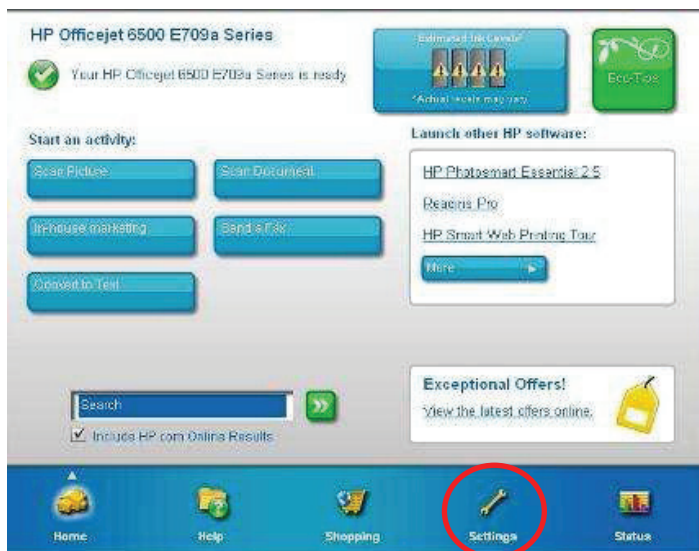 HP Officejet 6500 E709a Series
Your HP Officejet 6500 E709a Series is ready
Estimated Ink Levels*
*Actual levels may vary
Eco-Tips
Start an activity:
Scan Picture
Scan Document
In-house marketing
Send a Fax
Convert to Text
Launch other HP software:
HP Photosmart Essential 2.5
Readiris Pro
HP Smart Web Printing Tour
More
Search
Include HP.com Online Results
Exceptional Offers!
View the latest offers online.
Home
Help
Shopping
Settings
Status